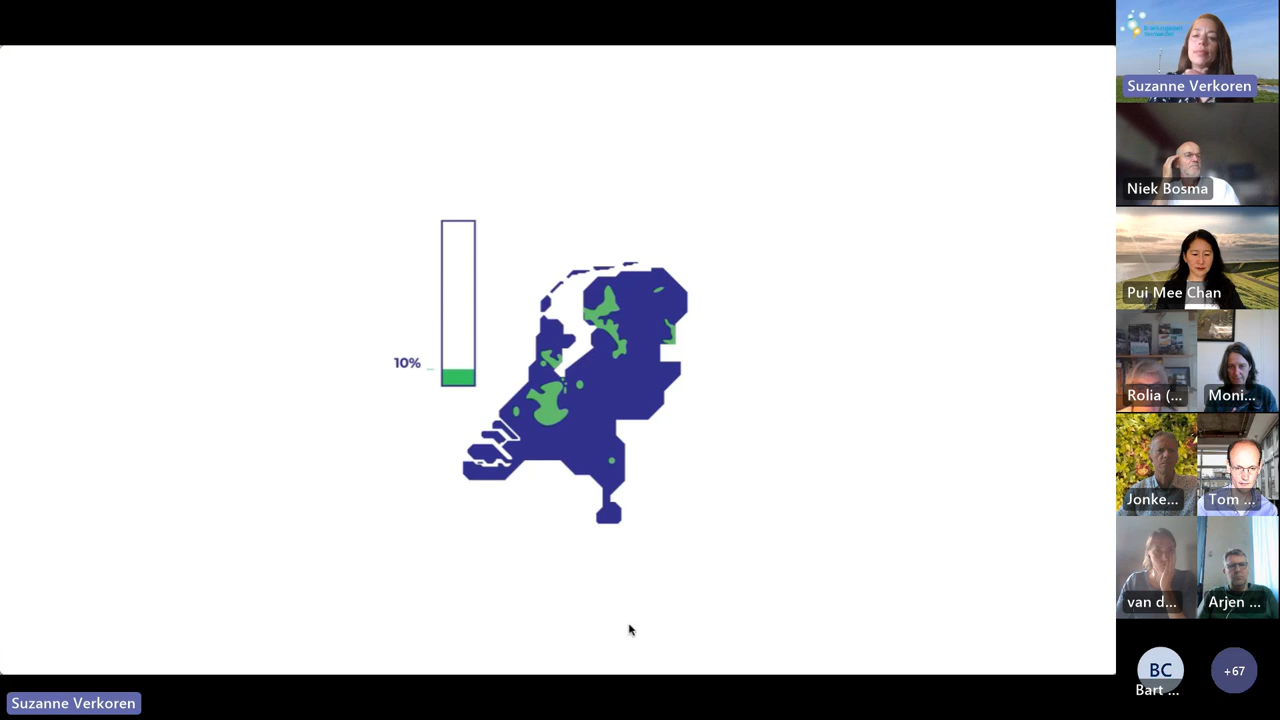 10%
Suzanne Verkoren
Niek Bosma
Pui Mee Chan
Rolia (...
Moni...
Jonke...
Tom ...
van d...
Arjen ...
BC
Bart ...
+67
Suzanne Verkoren